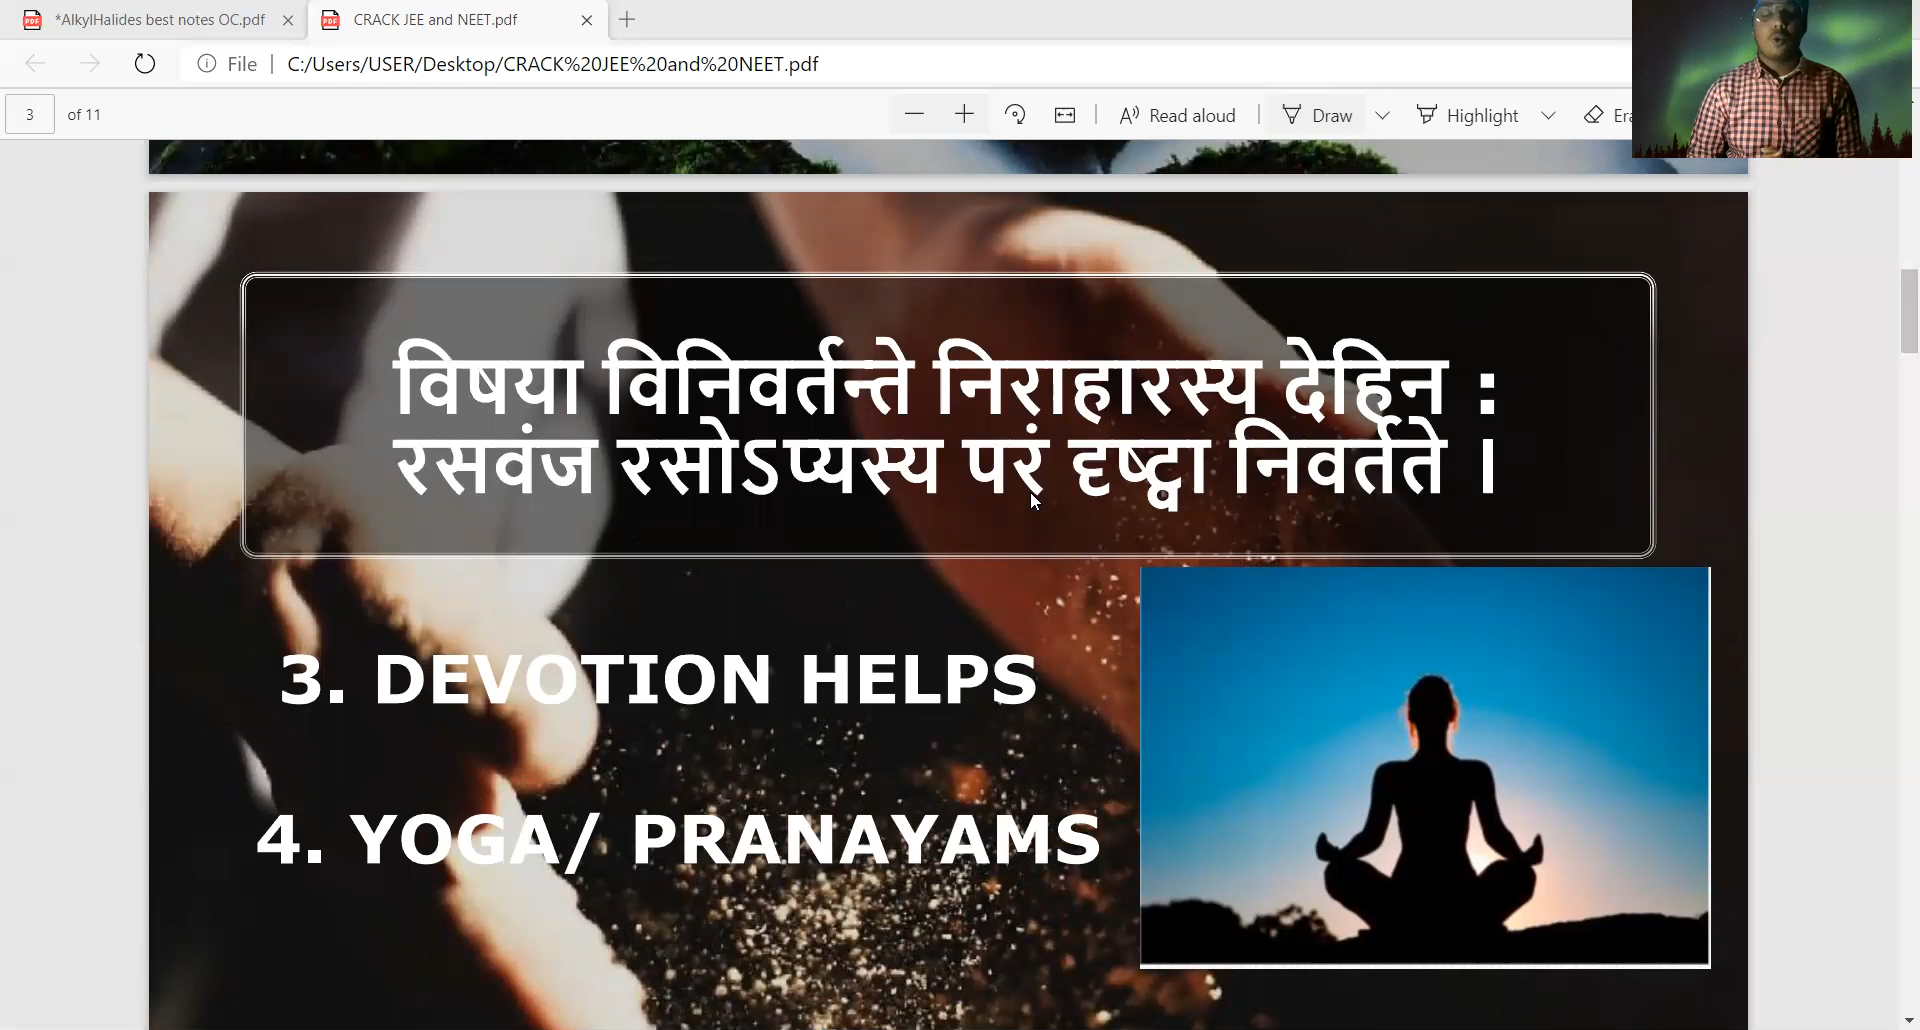 *AlkylHalides best notes OC.pdf
CRACK JEE and NEET.pdf
File
C:/Users/USER/Desktop/CRACK%20JEE%20and%20NEET.pdf
3 of 11
Read aloud
Draw
Highlight
विषया विनिवर्तन्ते निराहारस्य देहिन :
रसवंज रसोऽप्यस्य परं दृष्ट्वा निवर्तते ।
3. DEVOTION HELPS
4. YOGA/ PRANAYAMS